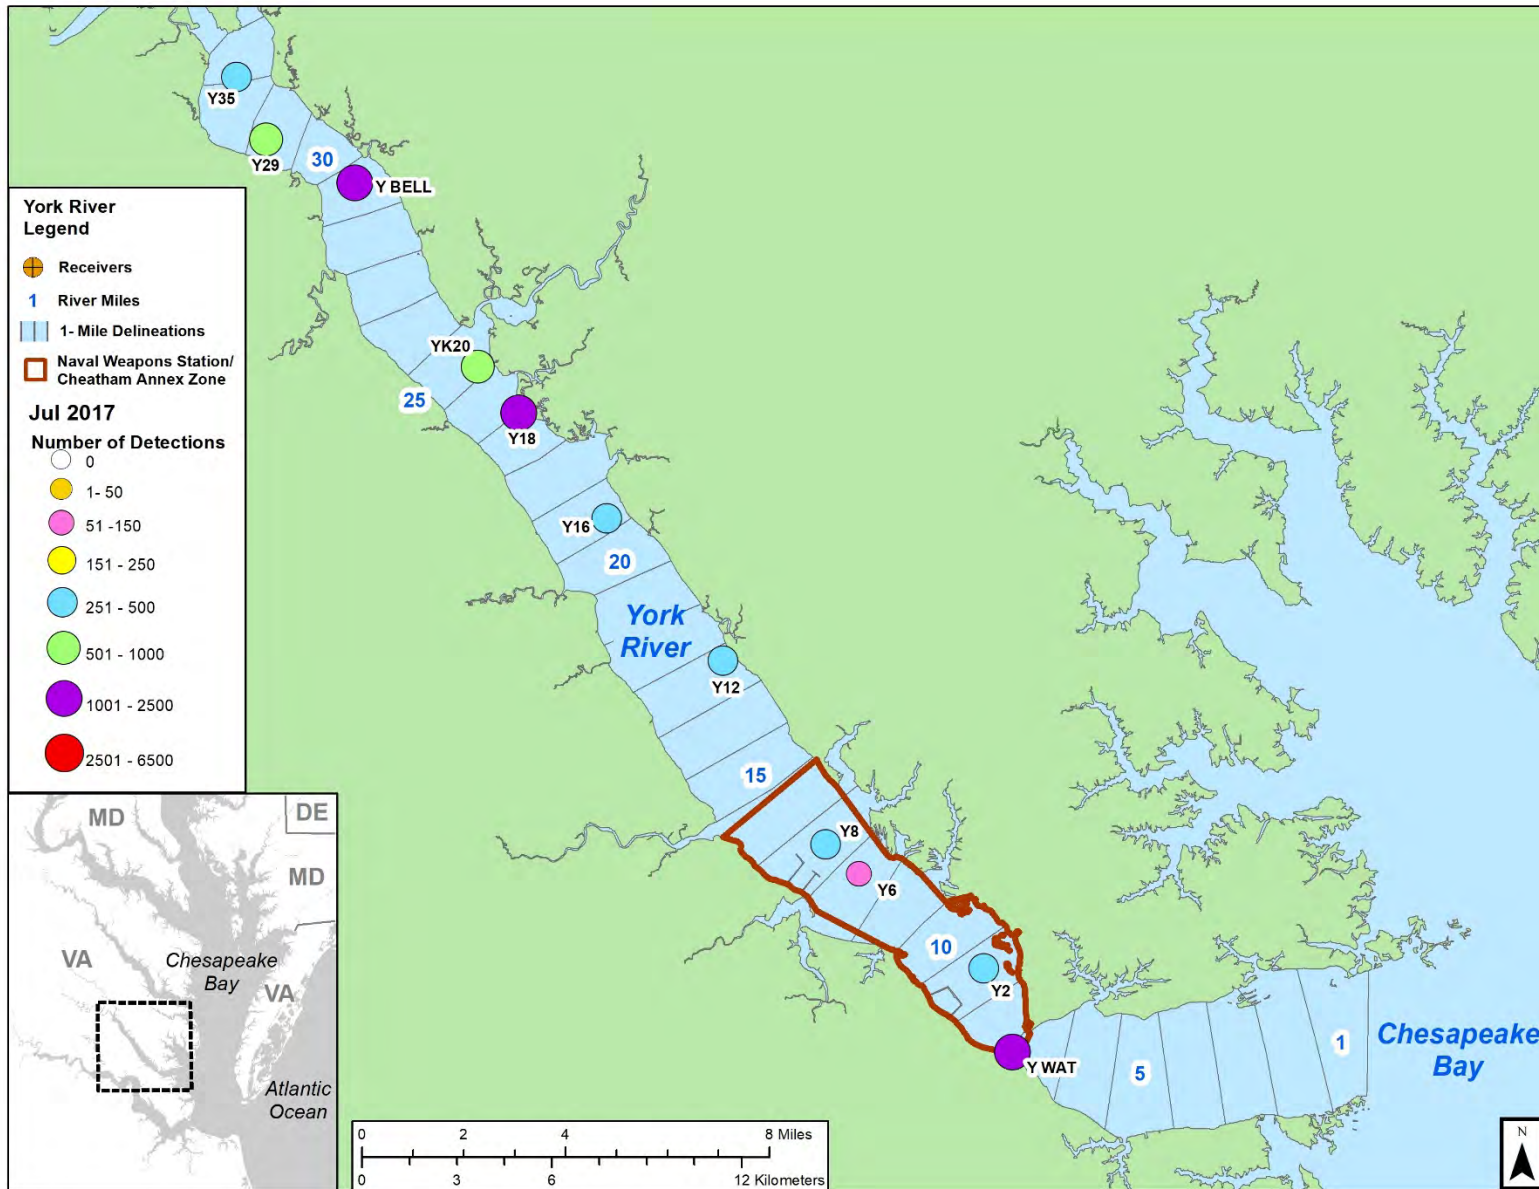 Y35
Y29
30
Y BELL
York River
Legend
Receivers
1 River Miles
1- Mile Delineations
Naval Weapons Station/
Cheatham Annex Zone
Jul 2017
Number of Detections
0
1- 50
51 -150
151 - 250
251 - 500
501 - 1000
1001 - 2500
2501 - 6500
YK20
25
Y18
Y16
20
York
River
Y12
15
Y8
Y6
10
Y2
Y WAT
5
1
Chesapeake
Bay
MD
DE
MD
VA
Chesapeake
Bay
VA
Atlantic
Ocean
0 2 4 8 Miles
0 3 6 12 Kilometers
N